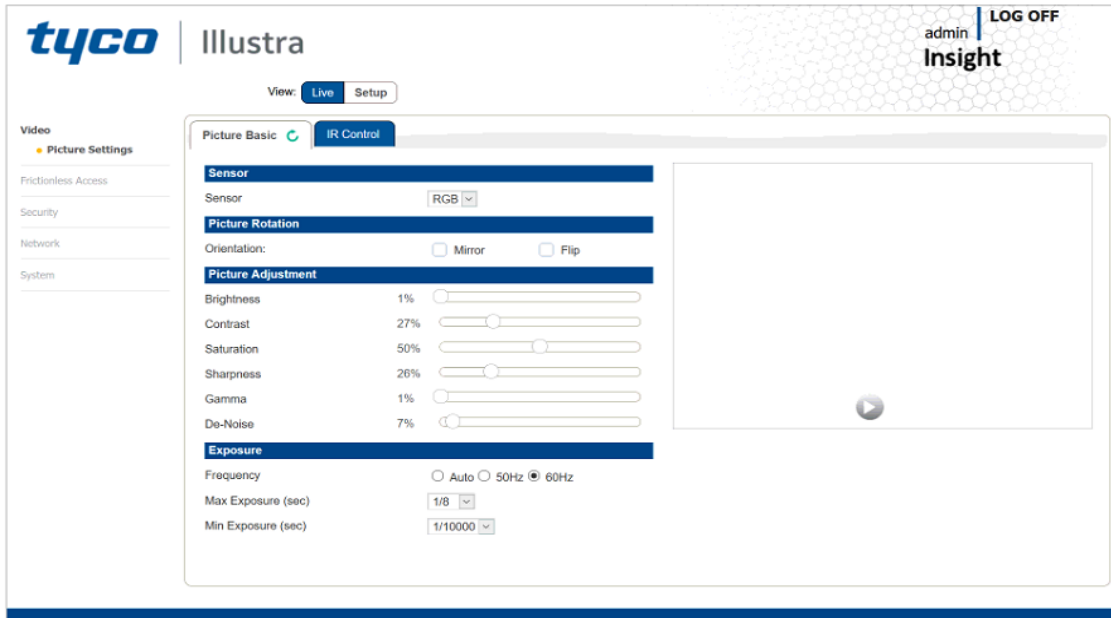 tyco Illustra
LOG OFF
admin
Insight
View: Live Setup
Video
Picture Settings
Frictionless Access
Security
Network
System
Picture Basic IR Control
Sensor
Sensor RGB
Picture Rotation
Orientation: Mirror Flip
Picture Adjustment
Brightness 1%
Contrast 27%
Saturation 50%
Sharpness 26%
Gamma 1%
De-Noise 7%
Exposure
Frequency Auto 50Hz 60Hz
Max Exposure (sec) 1/8
Min Exposure (sec) 1/10000